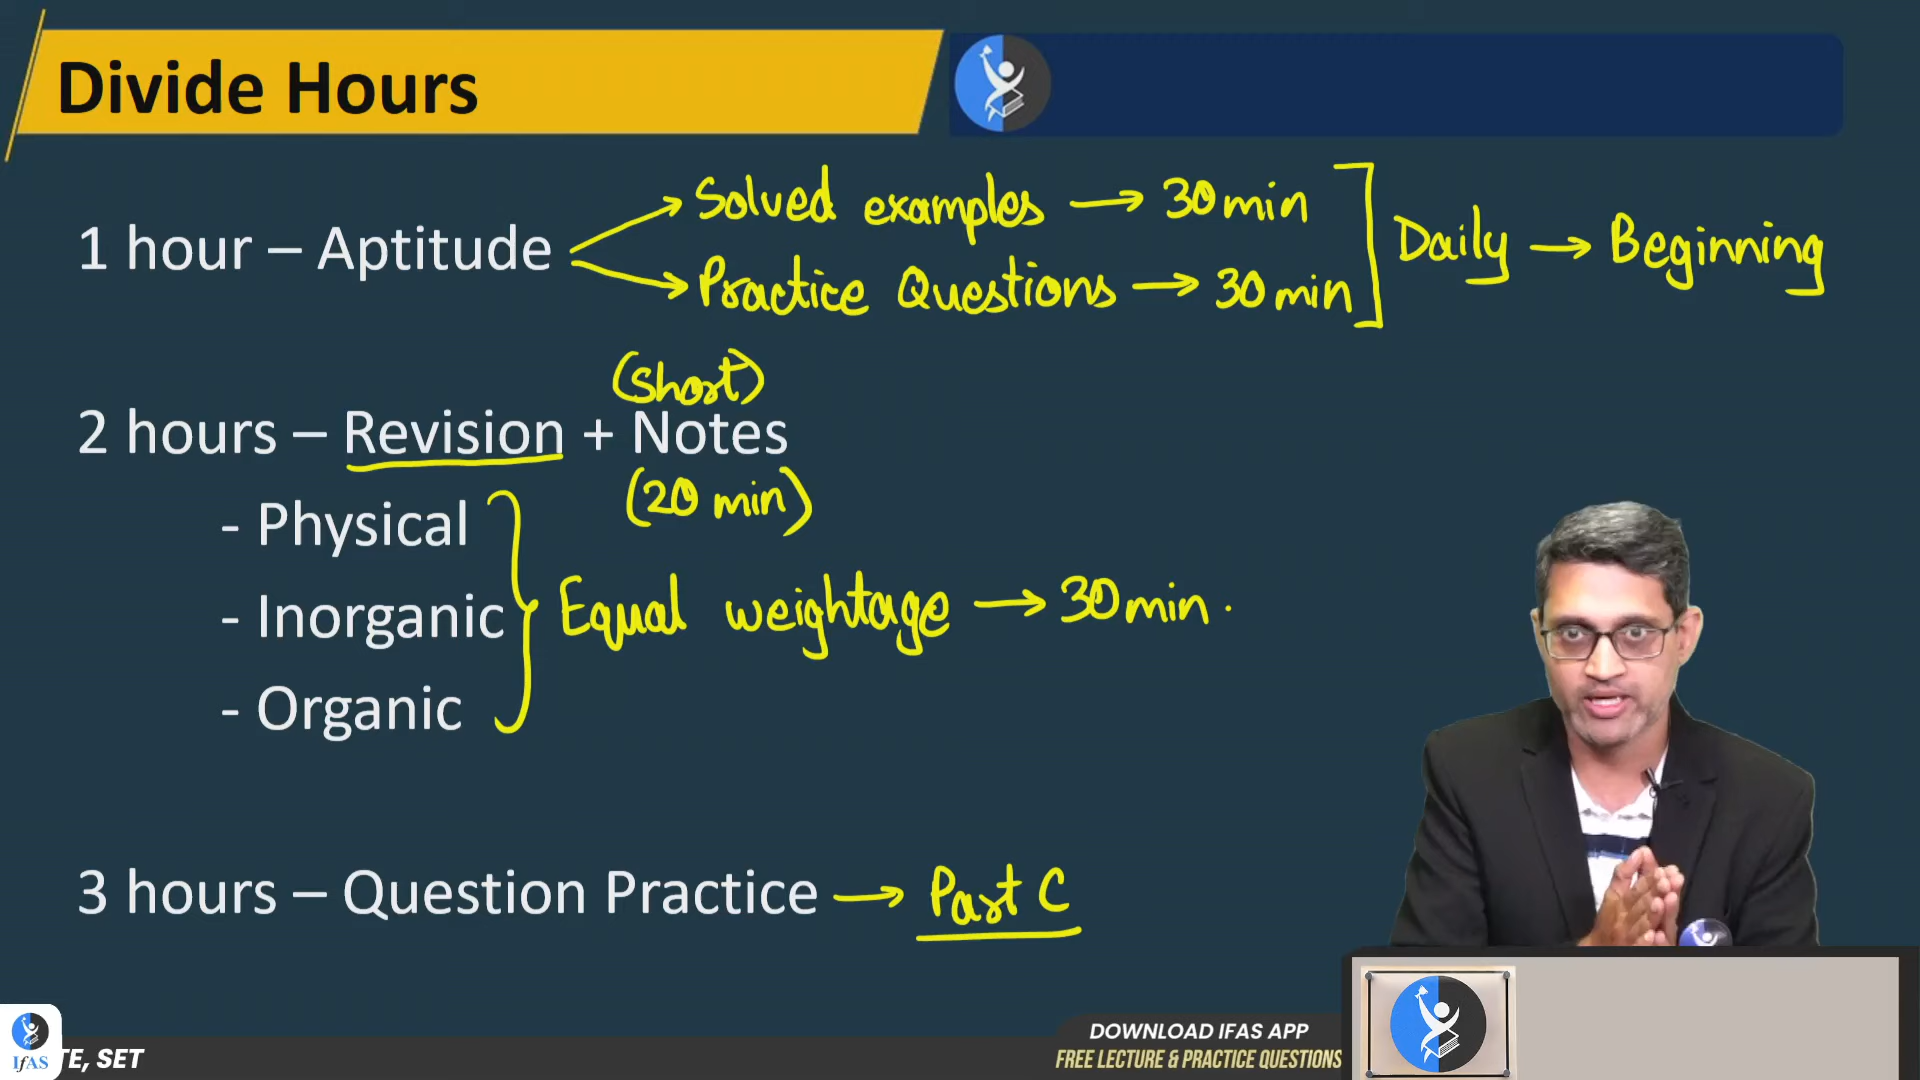 Divide Hours
1 hour – Aptitude
Solved examples → 30 min
Practice Questions → 30 min
Daily → Beginning
(short)
2 hours – Revision + Notes
(20 min)
- Physical
- Inorganic
- Organic
Equal weightage → 30 min.
3 hours – Question Practice → Part C
DOWNLOAD IFAS APP
FREE LECTURE & PRACTICE QUESTIONS
IfAS
TE, SET